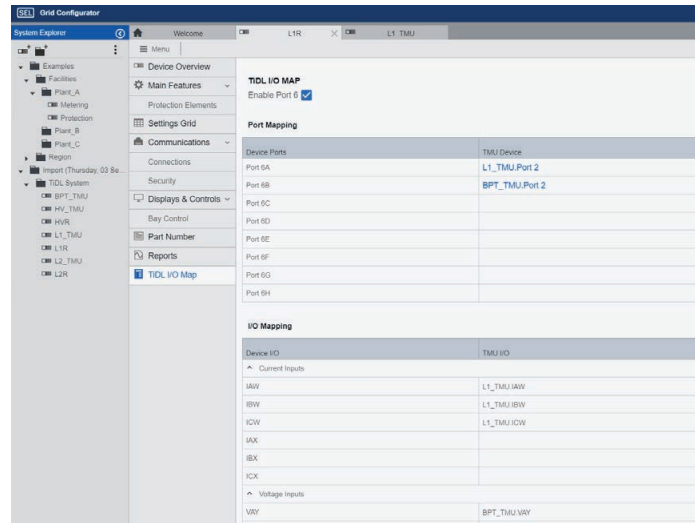 SEL Grid Configurator
System Explorer
Welcome
L1R
L1 TMU
Menu
Examples
Facilities
Plant_A
Metering
Protection
Plant_B
Plant_C
Region
Import (Thursday, 03 Se...
TiDL System
BPT_TMU
HV_TMU
HVR
L1_TMU
L1R
L2_TMU
L2R
Device Overview
Main Features
Protection Elements
Settings Grid
Communications
Connections
Security
Displays & Controls
Bay Control
Part Number
Reports
TiDL I/O Map
TiDL I/O MAP
Enable Port 6
Port Mapping
Device Ports TMU Device
Port 6A L1_TMU.Port 2
Port 6B BPT_TMU.Port 2
Port 6C
Port 6D
Port 6E
Port 6F
Port 6G
Port 6H
I/O Mapping
Device I/O TMU I/O
Current Inputs
IAW L1_TMU.IAW
IBW L1_TMU.IBW
ICW L1_TMU.ICW
IAX
IBX
ICX
Voltage Inputs
VAY BPT_TMU.VAY